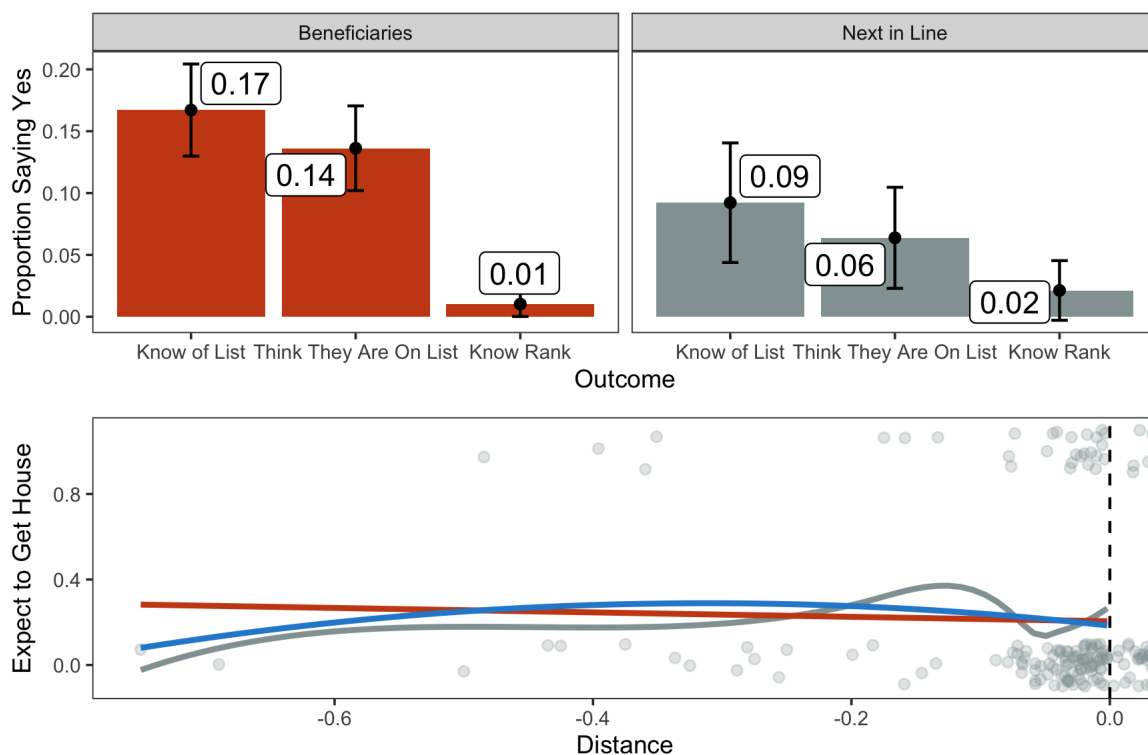 Beneficiaries
Next in Line
Proportion Saying Yes
0.20
0.15
0.10
0.05
0.00
0.17
0.14
0.01
0.09
0.06
0.02
Know of List Think They Are On List Know Rank
Know of List Think They Are On List Know Rank
Outcome
Expect to Get House
0.8
0.4
0.0
-0.6 -0.4 -0.2 0.0
Distance